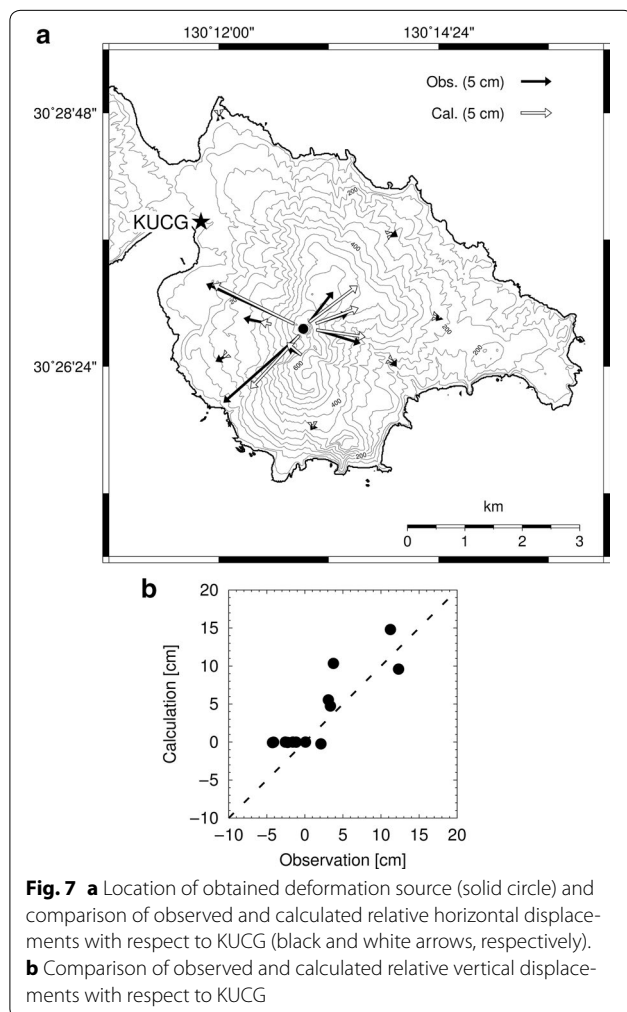 a
130˚12'00"
130˚14'24"
30˚28'48"
Obs. (5 cm)
Cal. (5 cm)
200
KUCG
400
200
200
30˚26'24"
600
400
200
km
0 1 2 3
b
20
15
10
5
0
−5
−10
Calculation [cm]
−10 −5 0 5 10 15 20
Observation [cm]
Fig. 7 a Location of obtained deformation source (solid circle) and
comparison of observed and calculated relative horizontal displace-
ments with respect to KUCG (black and white arrows, respectively).
b Comparison of observed and calculated relative vertical displace-
ments with respect to KUCG